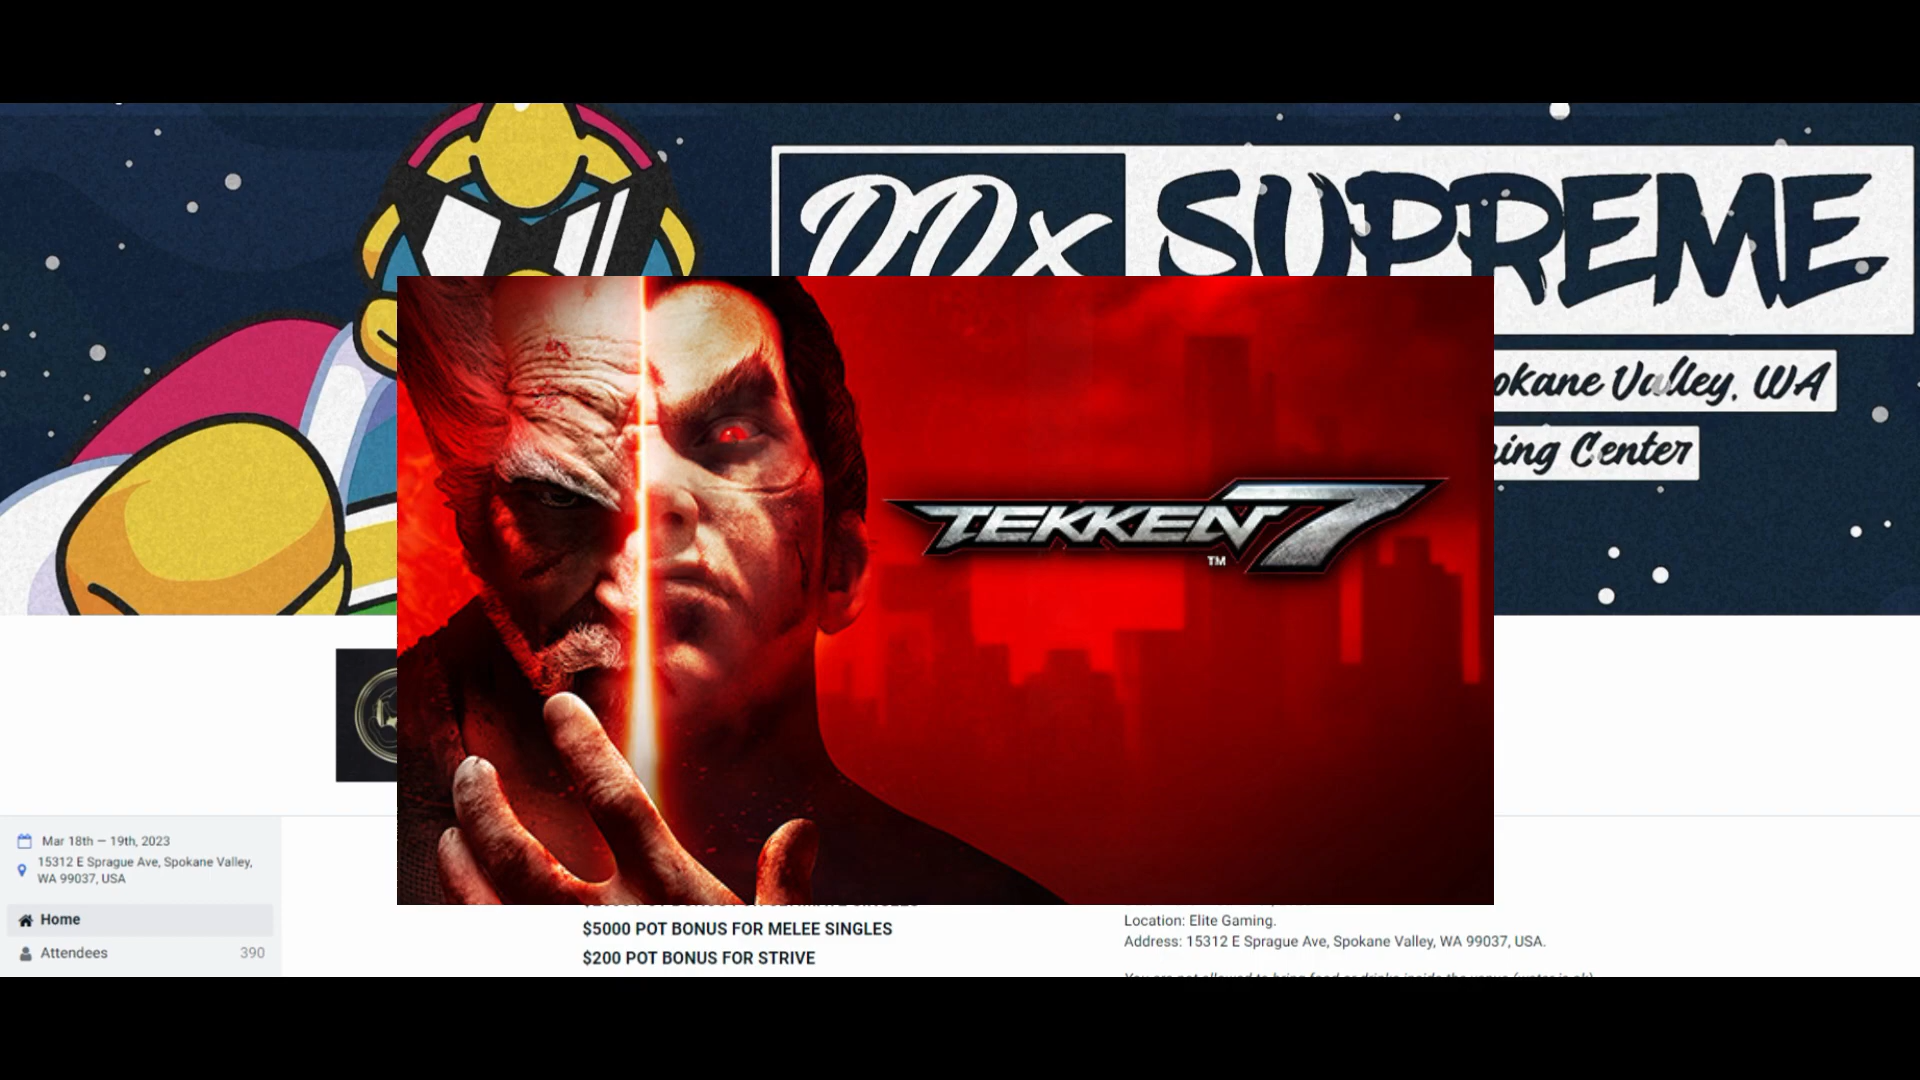 DDx SUPREME
okane Valley, WA
ing Center
TEKKEN 7
TM
Mar 18th — 19th, 2023
15312 E Sprague Ave, Spokane Valley,
WA 99037, USA
Home
Attendees 390
$5000 POT BONUS FOR MELEE SINGLES
$200 POT BONUS FOR STRIVE
Location: Elite Gaming.
Address: 15312 E Sprague Ave, Spokane Valley, WA 99037, USA.